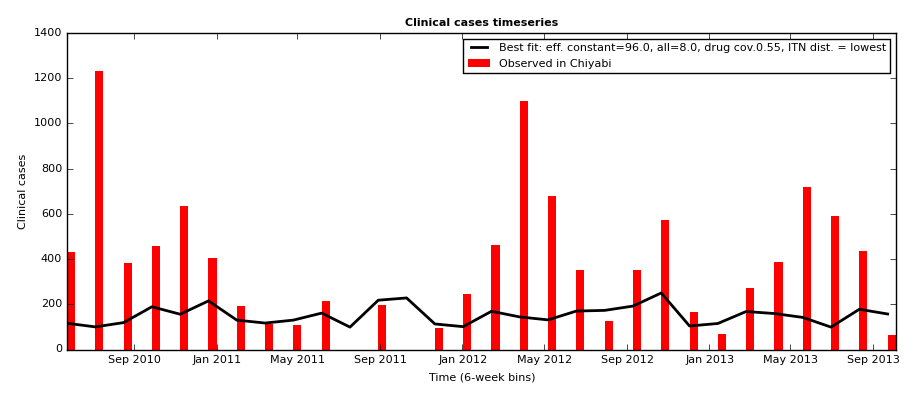 Clinical cases timeseries
Best fit: eff. constant=96.0, all=8.0, drug cov.0.55, ITN dist. = lowest
Observed in Chiyabi
Clinical cases
1400
1200
1000
800
600
400
200
0
Sep 2010 Jan 2011 May 2011 Sep 2011 Jan 2012 May 2012 Sep 2012 Jan 2013 May 2013 Sep 2013
Time (6-week bins)